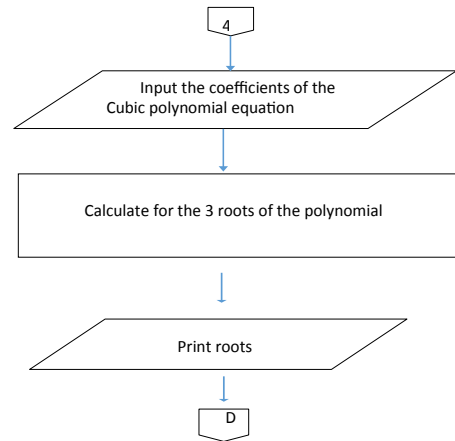 4
Input the coefficients of the
Cubic polynomial equation
Calculate for the 3 roots of the polynomial
Print roots
D